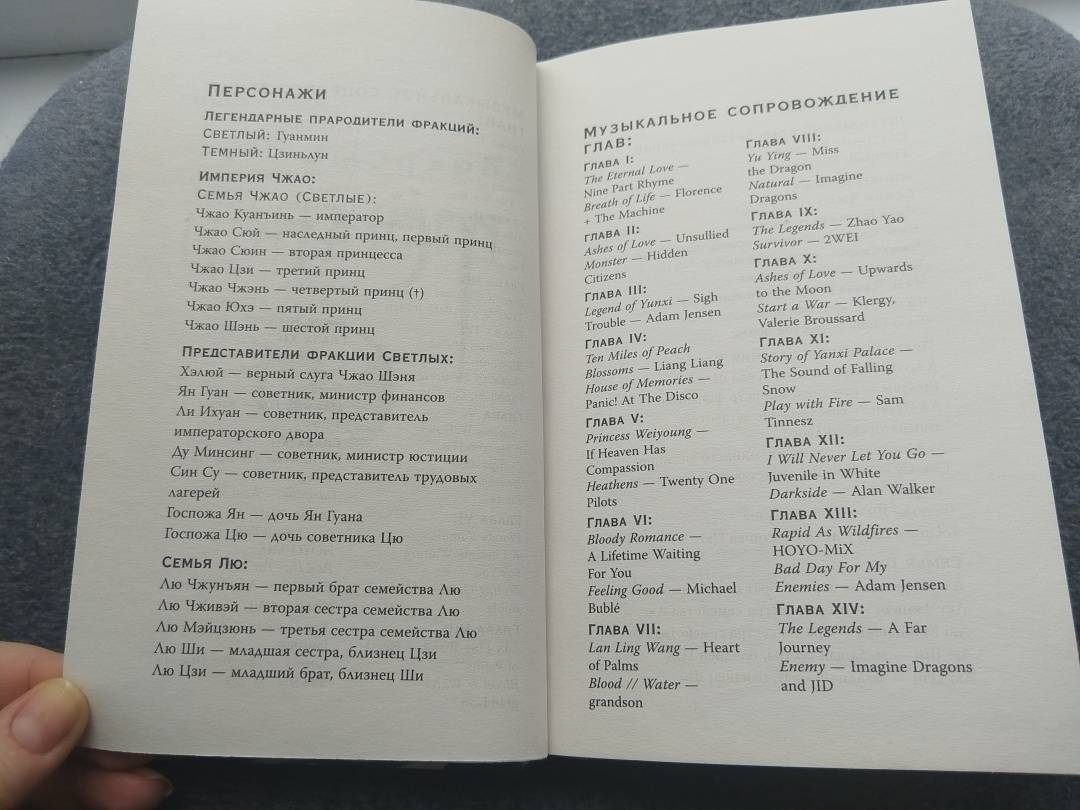 Персонажи
Легендарные прародители фракций:
Светлый: Гуанмин
Темный: Цзиньлун
Империя Чжао:
Семья Чжао (Светлые):
Чжао Куанъинь — император
Чжао Сюй — наследный принц, первый принц
Чжао Сюин — вторая принцесса
Чжао Цзи — третий принц
Чжао Чжэнь — четвертый принц (†)
Чжао Юхэ — пятый принц
Чжао Шэнь — шестой принц
Представители фракции Светлых:
Хэлюй — верный слуга Чжао Шэня
Ян Гуан — советник, министр финансов
Ли Ихуан — советник, представитель
императорского двора
Ду Минсинг — советник, министр юстиции
Син Су — советник, представитель трудовых
лагерей
Госпожа Ян — дочь Ян Гуана
Госпожа Цю — дочь советника Цю
Семья Лю:
Лю Чжунъян — первый брат семейства Лю
Лю Чживэй — вторая сестра семейства Лю
Лю Мэйцзюнь — третья сестра семейства Лю
Лю Ши — младшая сестра, близнец Цзи
Лю Цзи — младший брат, близнец Ши
Музыкальное сопровождение
глав:
Глава I:
The Eternal Love —
Nine Part Rhyme
Breath of Life — Florence
+ The Machine
Глава II:
Ashes of Love — Unsullied
Monster — Hidden
Citizens
Глава III:
Legend of Yunxi — Sigh
Trouble — Adam Jensen
Глава IV:
Ten Miles of Peach
Blossoms — Liang Liang
House of Memories —
Panic! At The Disco
Глава V:
Princess Weiyoung —
If Heaven Has
Compassion
Heathens — Twenty One
Pilots
Глава VI:
Bloody Romance —
A Lifetime Waiting
For You
Feeling Good — Michael
Bublé
Глава VII:
Lan Ling Wang — Heart
of Palms
Blood // Water —
grandson
Глава VIII:
Yu Ying — Miss
the Dragon
Natural — Imagine
Dragons
Глава IX:
The Legends — Zhao Yao
Survivor — 2WEI
Глава X:
Ashes of Love — Upwards
to the Moon
Start a War — Klergy,
Valerie Broussard
Глава XI:
Story of Yanxi Palace —
The Sound of Falling
Snow
Play with Fire — Sam
Tinnesz
Глава XII:
I Will Never Let You Go —
Juvenile in White
Darkside — Alan Walker
Глава XIII:
Rapid As Wildfires —
HOYO-MiX
Bad Day For My
Enemies — Adam Jensen
Глава XIV:
The Legends — A Far
Journey
Enemy — Imagine Dragons
and JID